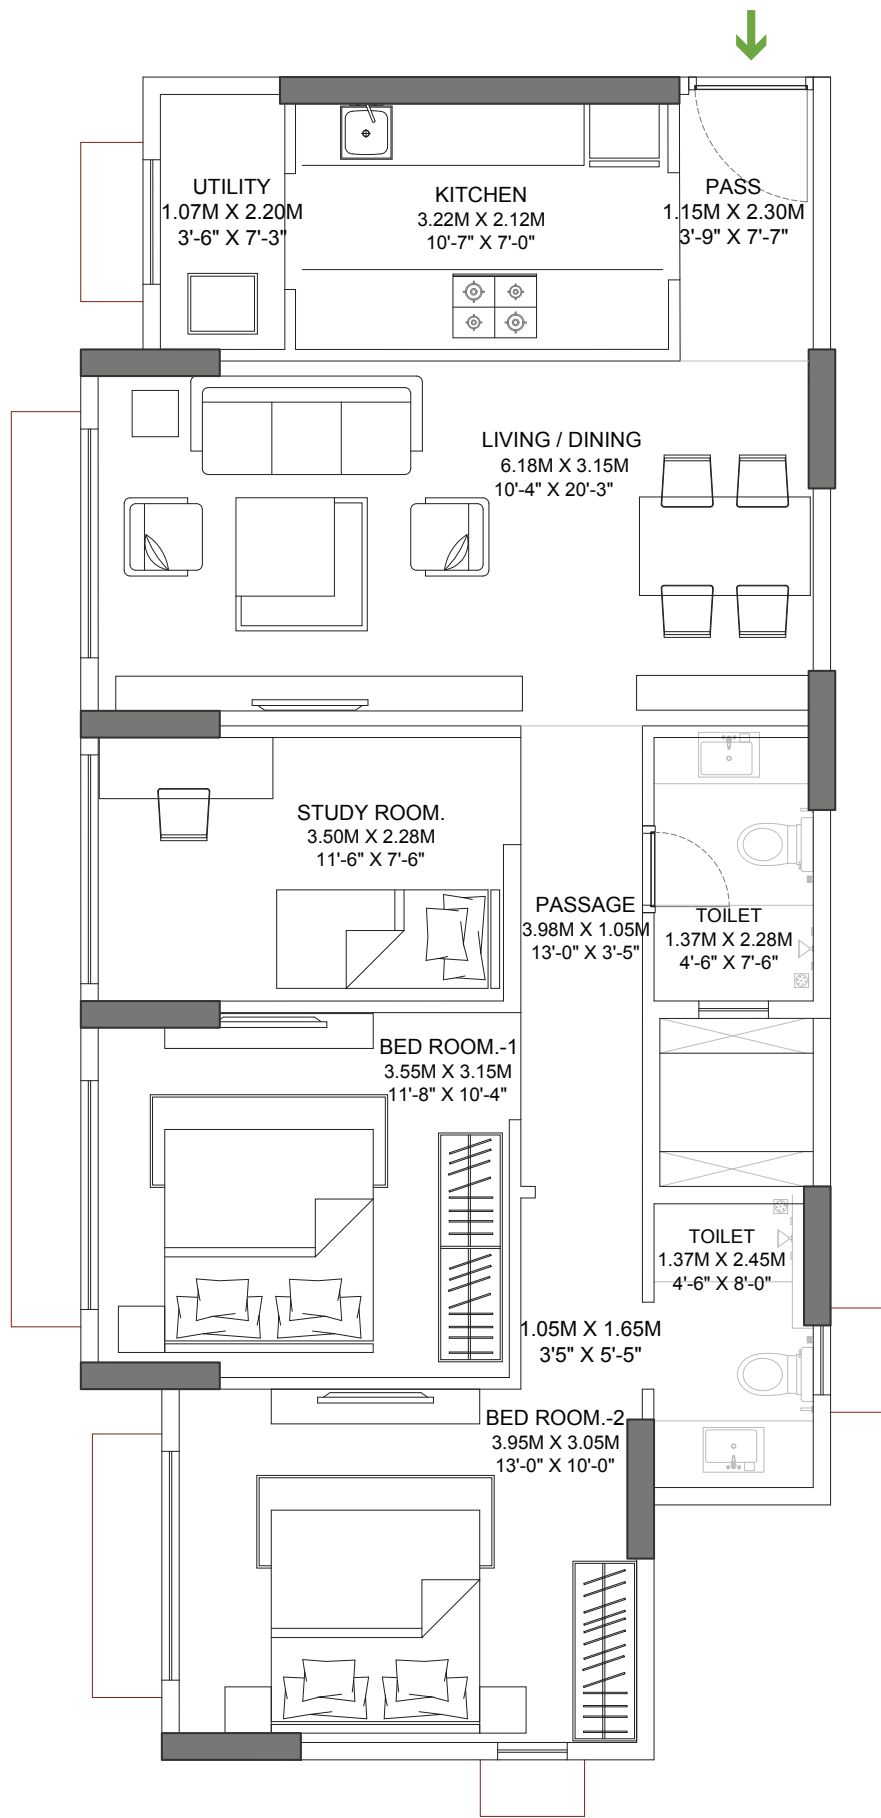 UTILITY
1.07M X 2.20M
3'-6" X 7'-3"
KITCHEN
3.22M X 2.12M
10'-7" X 7'-0"
PASS
1.15M X 2.30M
3'-9" X 7'-7"
LIVING / DINING
6.18M X 3.15M
10'-4" X 20'-3"
STUDY ROOM.
3.50M X 2.28M
11'-6" X 7'-6"
PASSAGE
3.98M X 1.05M
13'-0" X 3'-5"
TOILET
1.37M X 2.28M
4'-6" X 7'-6"
BED ROOM.-1
3.55M X 3.15M
11'-8" X 10'-4"
TOILET
1.37M X 2.45M
4'-6" X 8'-0"
1.05M X 1.65M
3'5" X 5'-5"
BED ROOM.-2
3.95M X 3.05M
13'-0" X 10'-0"